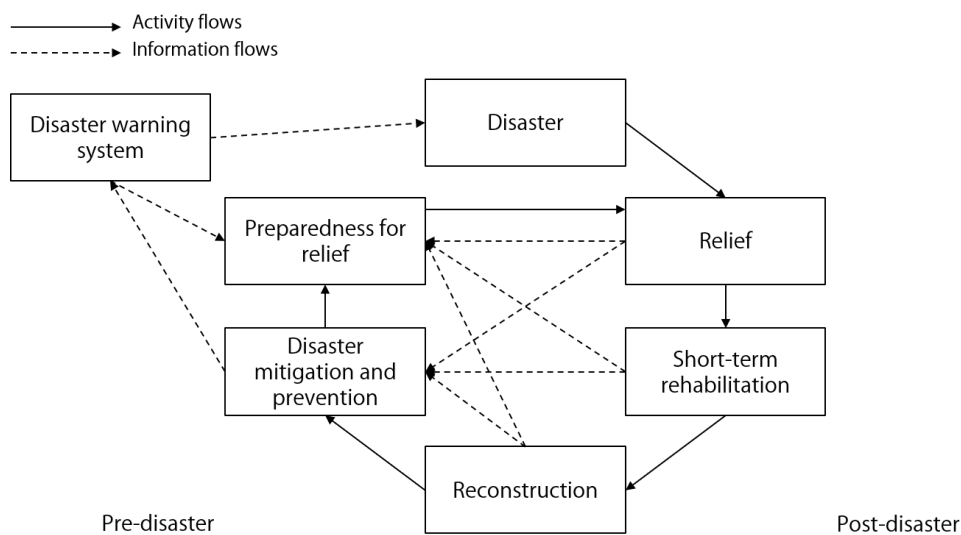 Activity flows
Information flows
Disaster warning
system
Disaster
Preparedness for
relief
Relief
Disaster
mitigation and
prevention
Short-term
rehabilitation
Reconstruction
Pre-disaster
Post-disaster